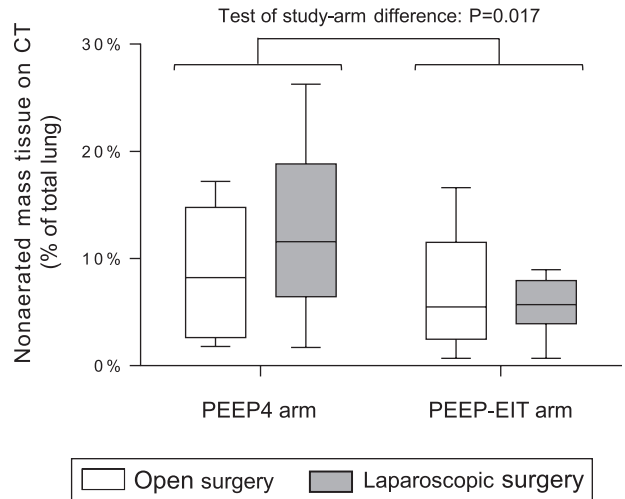 Test of study-arm difference: P=0.017
Nonaerated mass tissue on CT
(% of total lung)
30%
20%
10%
0%
PEEP4 arm
PEEP-EIT arm
Open surgery
Laparoscopic surgery